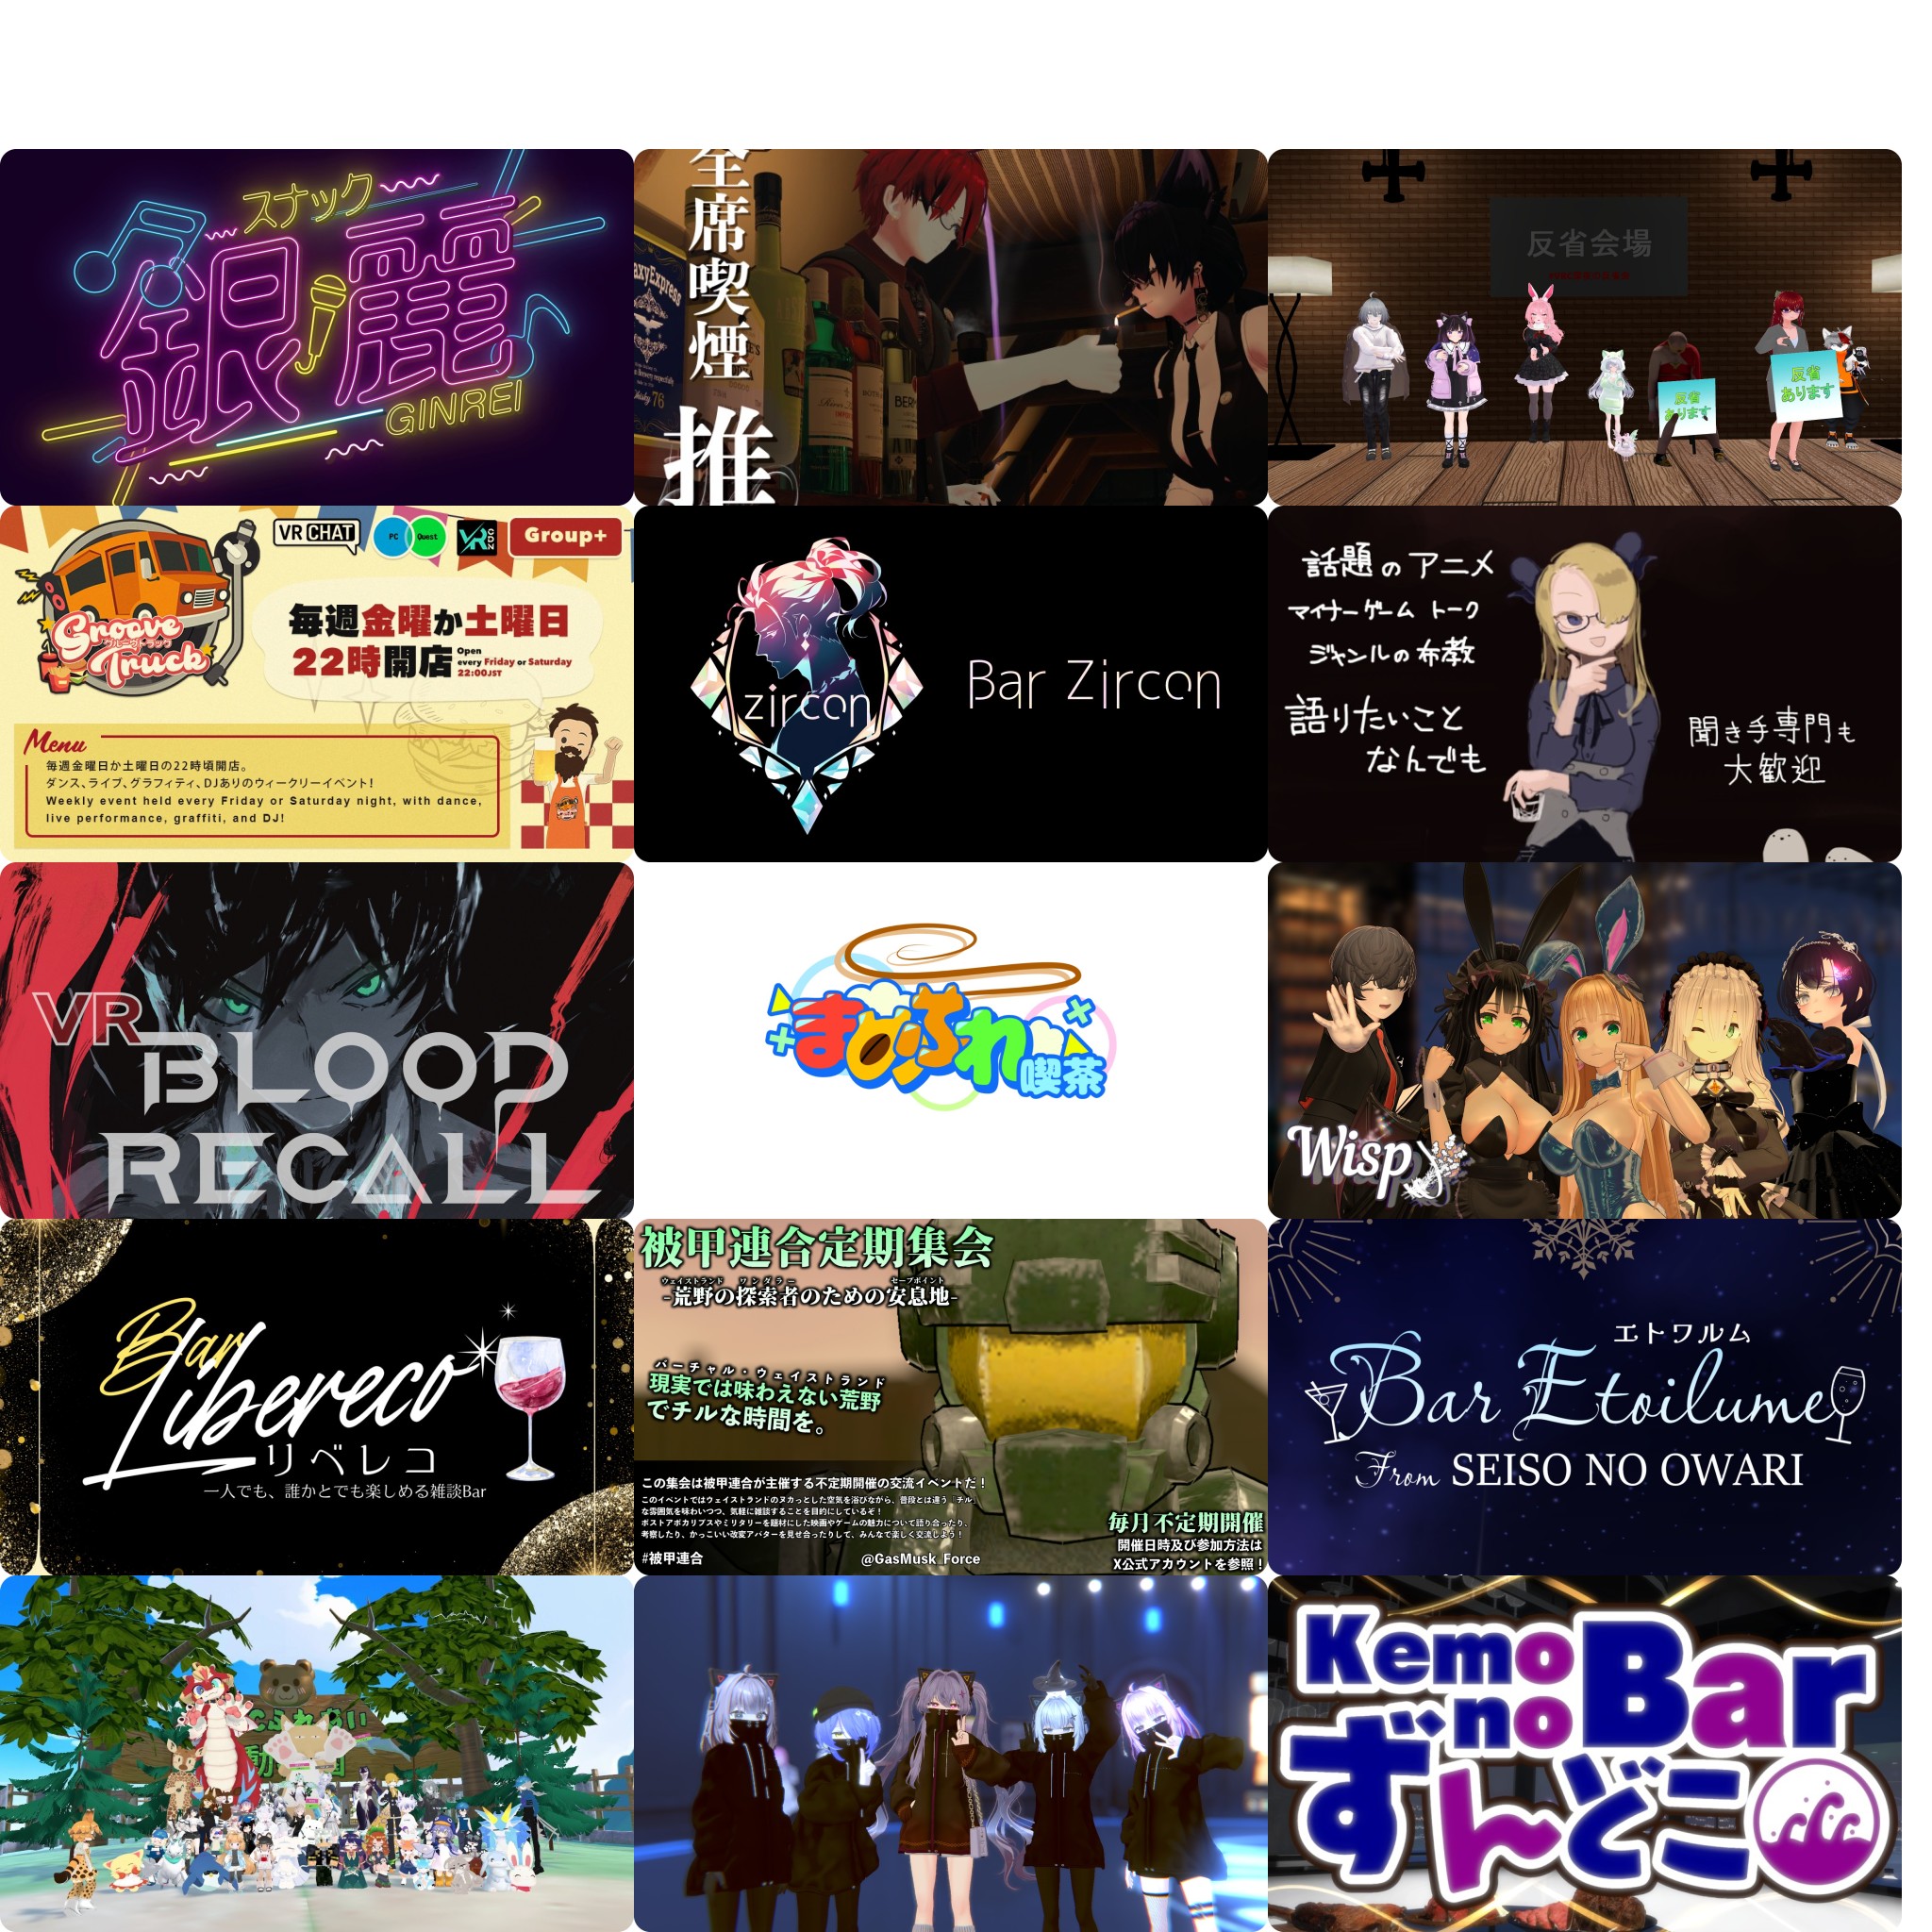 スナック
銀麗
GINREI
全席喫煙
推
反省会場
反省
あります
反省
あります
Groove
グルーヴトラック
Truck
VR CHAT
PC
Quest
VR
CDN
Group+
毎週金曜か土曜日
22時開店
Open
every Friday or Saturday
22:00JST
Menu
毎週金曜日か土曜日の22時頃開店。
ダンス、ライブ、グラフィティ、DJありのウィークリーイベント!
Weekly event held every Friday or Saturday night, with dance,
live performance, graffiti, and DJ!
zircon
Bar Zircon
話題のアニメ
マイナーゲーム トーク
ジャンルの布教
語りたいこと
なんでも
聞き手専門も
大歓迎
VR
BLOOD
RECALL
まめふれ
喫茶
Wisp
Bar
Libereco
リベレコ
一人でも、誰かとでも楽しめる雑談Bar
被甲連合定期集会
ウェイストランド ワンダラー セーブポイント
-荒野の探索者のための安息地-
バーチャル・ウェイストランド
現実では味わえない荒野
でチルな時間を。
この集会は被甲連合が主催する不定期開催の交流イベントだ!
このイベントではウェイストランドのヌカっとした空気を浴びながら、普段とは違う「チル」
な雰囲気を味わいつつ、気軽に雑談することを目的にしているぞ!
ポストアポカリプスやミリタリーを題材にした映画やゲームの魅力について語り合ったり、
考察したり、かっこいい改変アバターを見せ合ったりして、みんなで楽しく交流しよう!
#被甲連合
@GasMusk_Force
毎月不定期開催
開催日時及び参加方法は
X公式アカウントを参照!
エトワルム
Bar Etoilume
From SEISO NO OWARI
Kemono Bar
ずんどこ